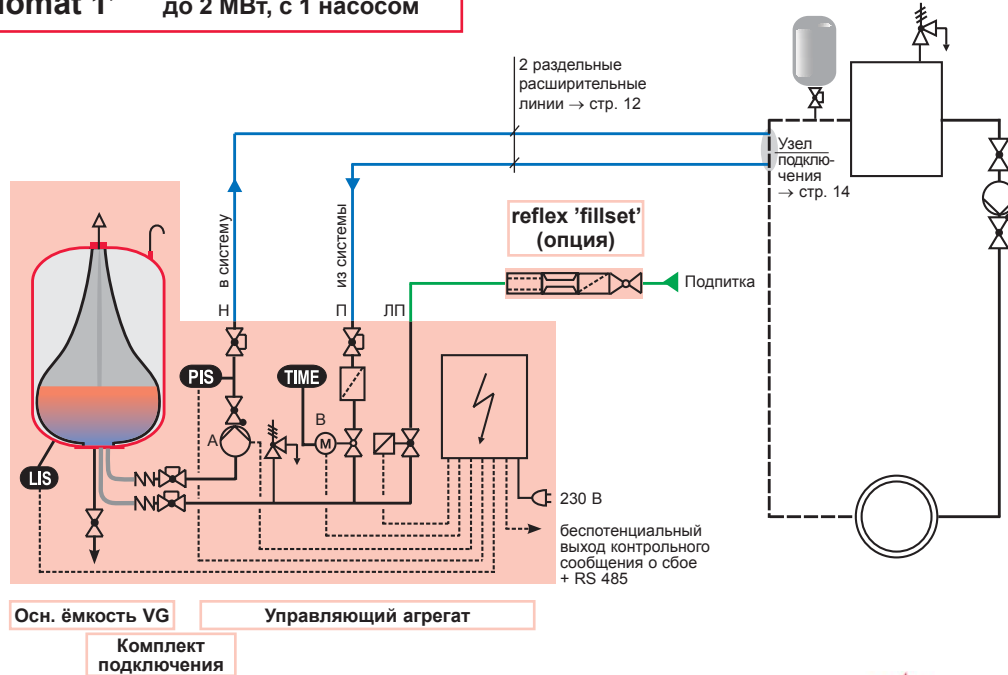 до 2 МВт, с 1 насосом
2 раздельные
расширительные
линии → стр. 12
Узел
подклю-
чения
→ стр. 14
reflex 'fillset'
(опция)
Подпитка
в систему
из системы
Н
П
ЛП
PIS
TIME
А
В
M
LIS
230 В
беспотенциальный
выход контрольного
сообщения о сбое
+ RS 485
Осн. ёмкость VG
Управляющий агрегат
Комплект
подключения